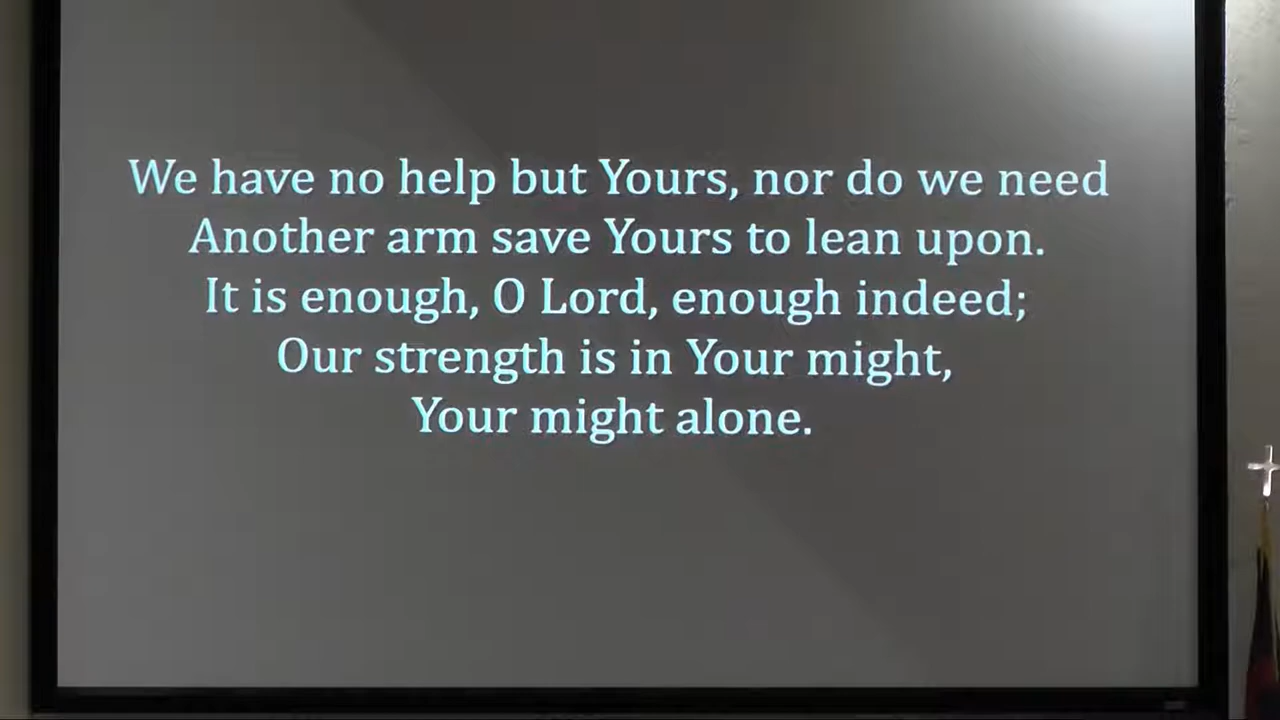 We have no help but Yours, nor do we need
Another arm save Yours to lean upon.
It is enough, O Lord, enough indeed;
Our strength is in Your might,
Your might alone.